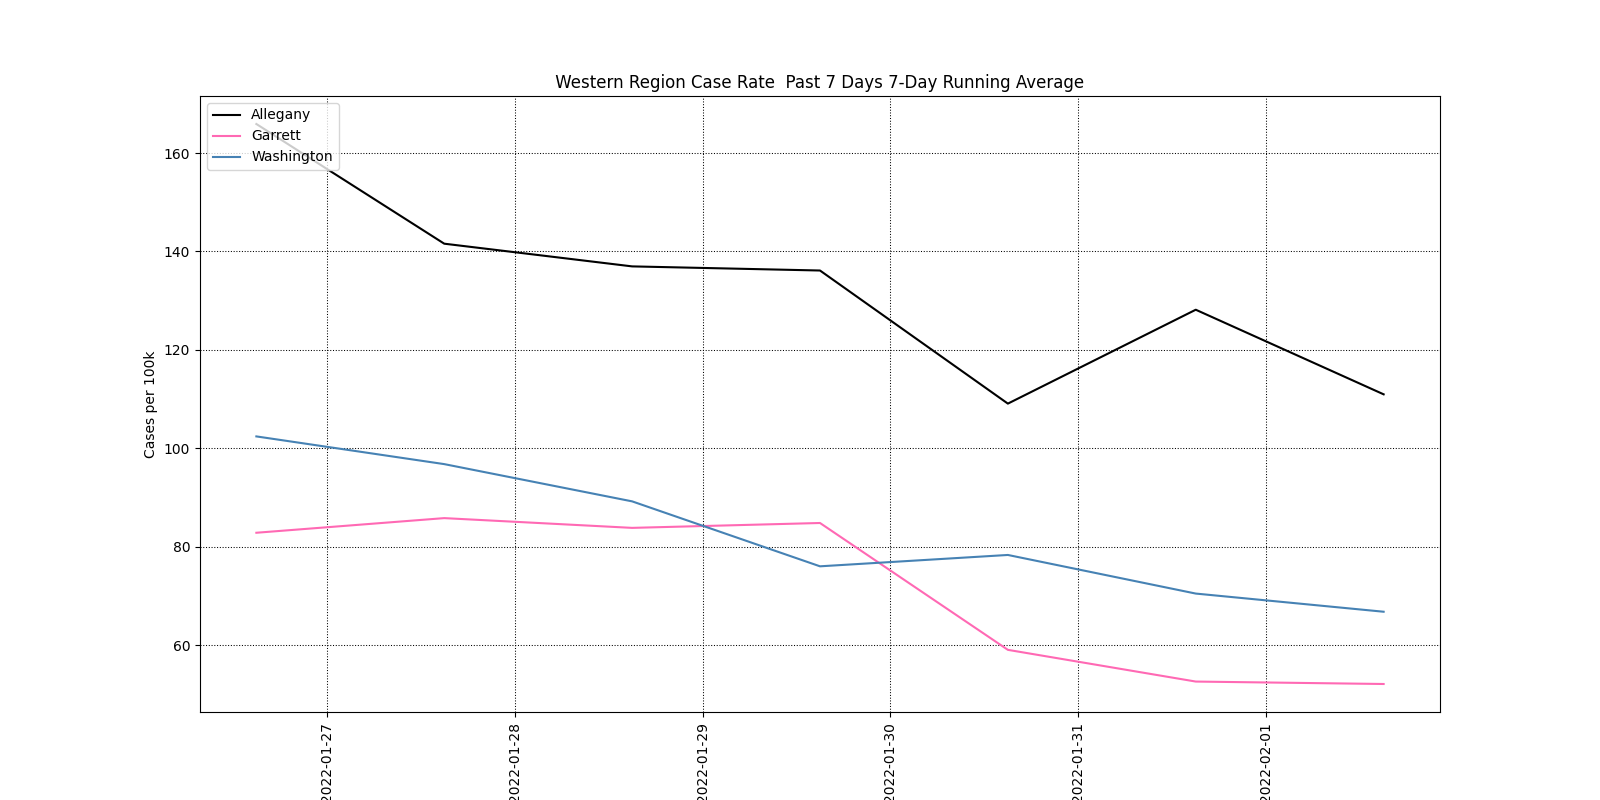 Western Region Case Rate  Past 7 Days 7-Day Running Average
Allegany
Garrett
Washington
Cases per 100k
160
140
120
100
80
60
2022-01-27
2022-01-28
2022-01-29
2022-01-30
2022-01-31
2022-02-01